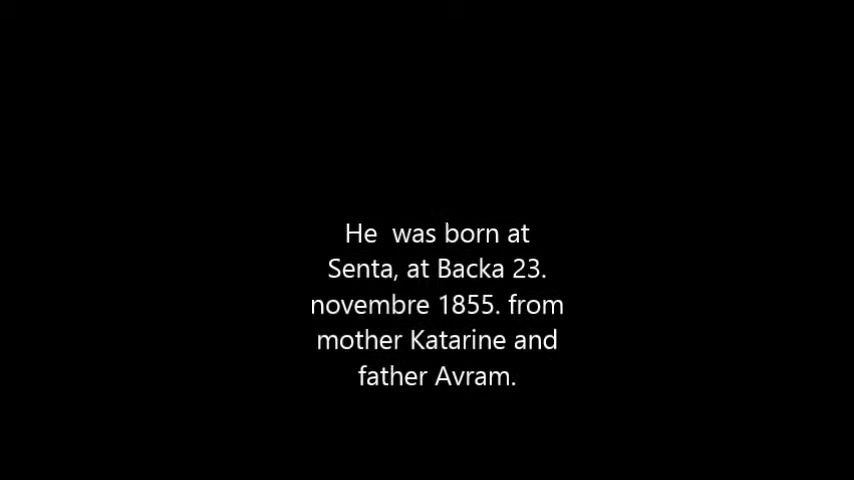 He  was born at
Senta, at Backa 23.
novembre 1855. from
mother Katarine and
father Avram.